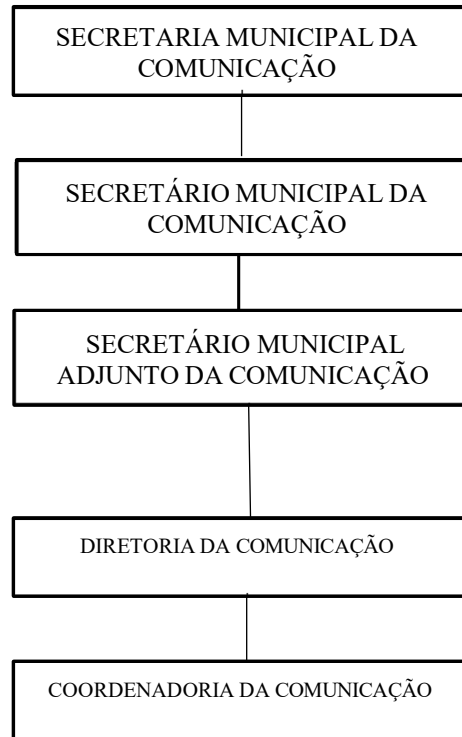 SECRETARIA MUNICIPAL DA
COMUNICAÇÃO
SECRETÁRIO MUNICIPAL DA
COMUNICAÇÃO
SECRETÁRIO MUNICIPAL
ADJUNTO DA COMUNICAÇÃO
DIRETORIA DA COMUNICAÇÃO
COORDENADORIA DA COMUNICAÇÃO